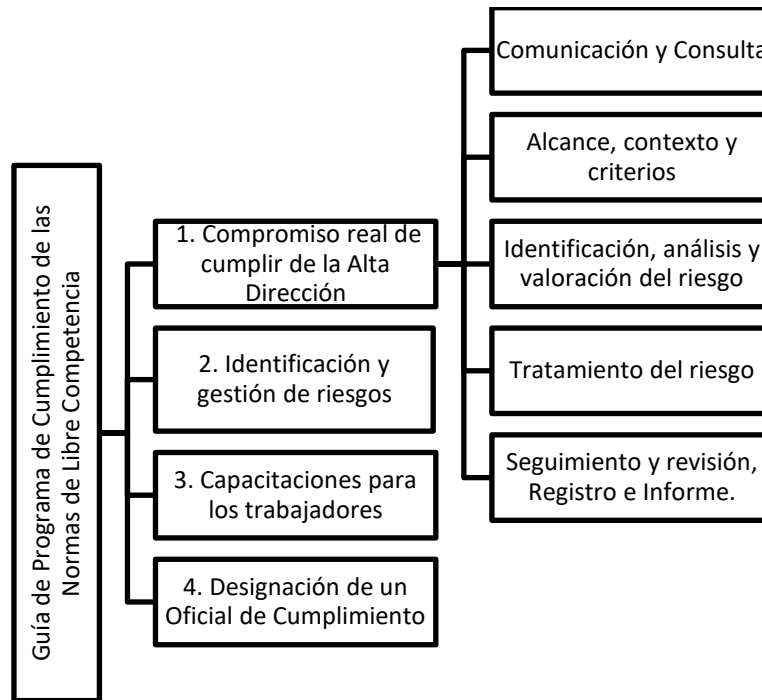 Guía de Programa de Cumplimiento de las
Normas de Libre Competencia
1. Compromiso real de
cumplir de la Alta
Dirección
2. Identificación y
gestión de riesgos
3. Capacitaciones para
los trabajadores
4. Designación de un
Oficial de Cumplimiento
Comunicación y Consulta
Alcance, contexto y
criterios
Identificación, análisis y
valoración del riesgo
Tratamiento del riesgo
Seguimiento y revisión,
Registro e Informe.